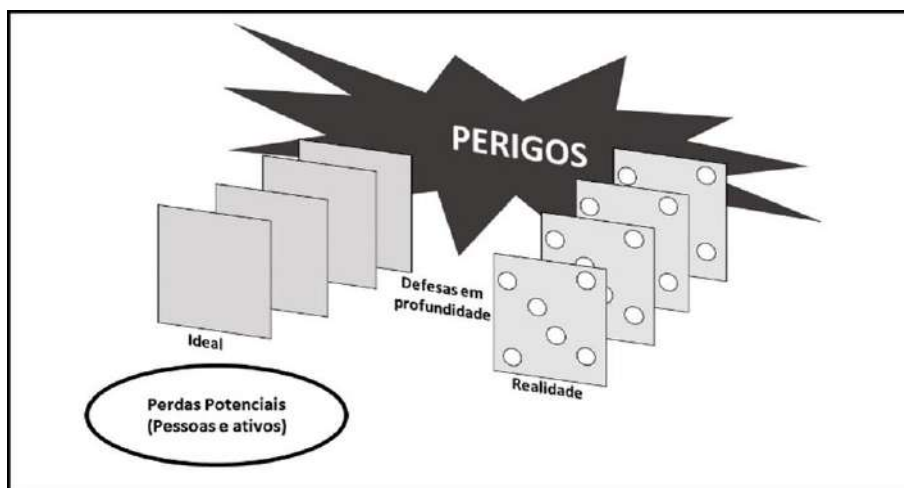 PERIGOS
Defesas em
profundidade
Ideal
Realidade
Perdas Potenciais
(Pessoas e ativos)